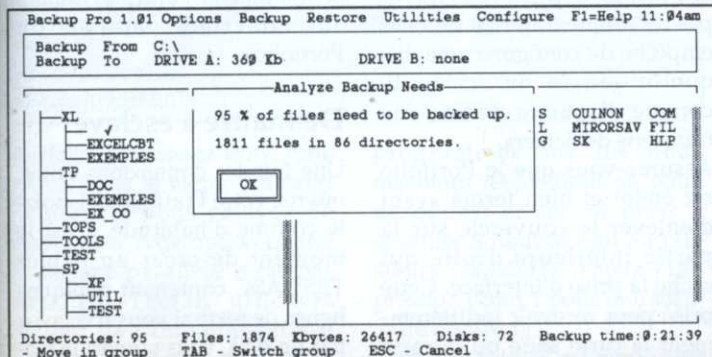 Backup Pro 1.01 Options Backup Restore Utilities Configure F1=Help 11:04am
Backup From C:\
Backup To DRIVE A: 360 Kb DRIVE B: none
Analyze Backup Needs
95 % of files need to be backed up.
1811 files in 86 directories.
OK
XL
EXCELCBT
EXEMPLES
TP
DOC
EXEMPLES
EX_OO
TOPS
TOOLS
TEST
SP
XF
UTIL
TEST
S OUINON COM
L MIRORSAV FIL
G SK HLP
Directories: 95 Files: 1874 Kbytes: 26417 Disks: 72 Backup time:0:21:39
- Move in group TAB - Switch group ESC - Cancel